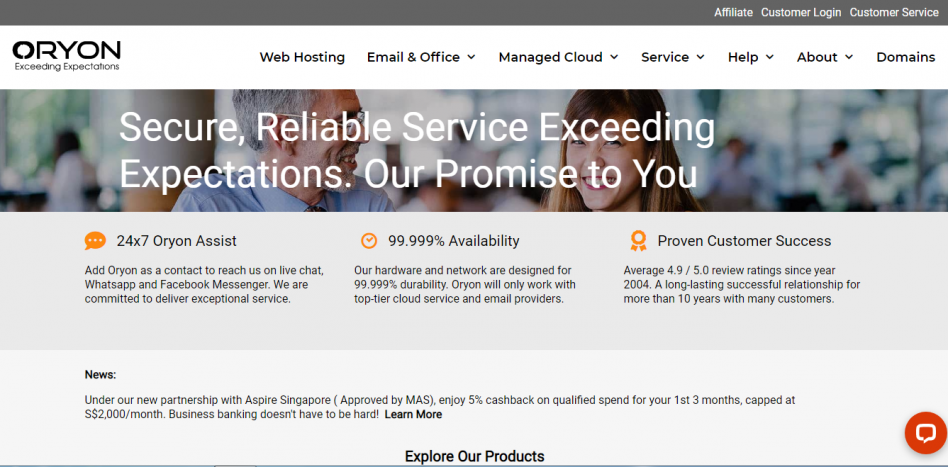 Affiliate Customer Login Customer Service
ORYON
Exceeding Expectations
Web Hosting Email & Office Managed Cloud Service Help About Domains
Secure, Reliable Service Exceeding
Expectations. Our Promise to You
24x7 Oryon Assist
Add Oryon as a contact to reach us on live chat,
Whatsapp and Facebook Messenger. We are
committed to deliver exceptional service.
99.999% Availability
Our hardware and network are designed for
99.999% durability. Oryon will only work with
top-tier cloud service and email providers.
Proven Customer Success
Average 4.9 / 5.0 review ratings since year
2004. A long-lasting successful relationship for
more than 10 years with many customers.
News:
Under our new partnership with Aspire Singapore ( Approved by MAS), enjoy 5% cashback on qualified spend for your 1st 3 months, capped at
S$2,000/month. Business banking doesn't have to be hard! Learn More
Explore Our Products